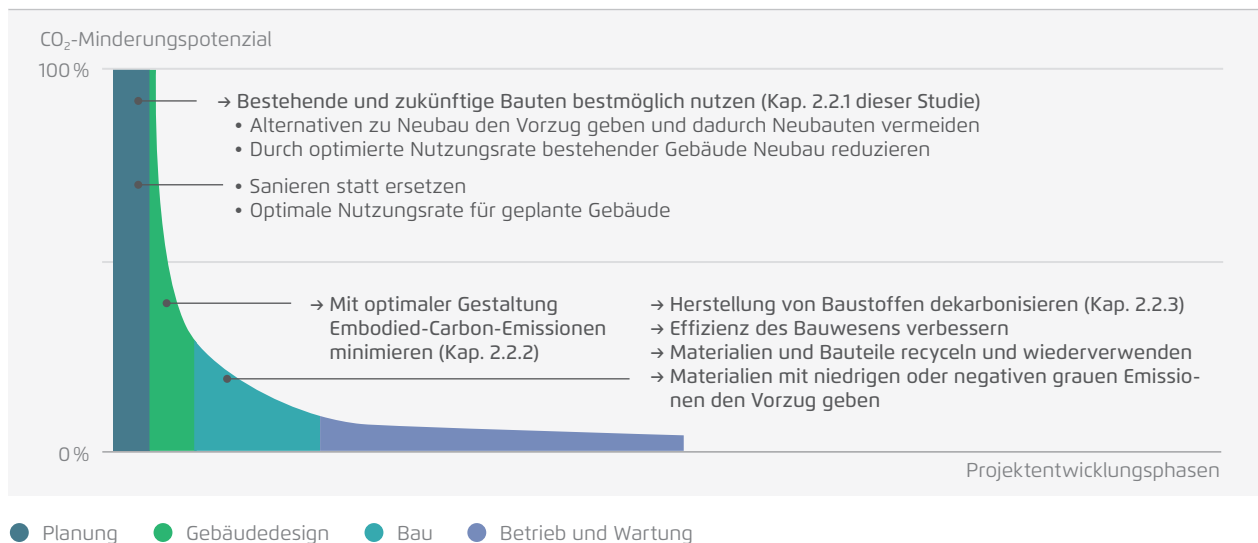 CO₂-Minderungspotenzial
100 %
→ Bestehende und zukünftige Bauten bestmöglich nutzen (Kap. 2.2.1 dieser Studie)
• Alternativen zu Neubau den Vorzug geben und dadurch Neubauten vermeiden
• Durch optimierte Nutzungsrate bestehender Gebäude Neubau reduzieren
• Sanieren statt ersetzen
• Optimale Nutzungsrate für geplante Gebäude
→ Mit optimaler Gestaltung
Embodied-Carbon-Emissionen
minimieren (Kap. 2.2.2)
→ Herstellung von Baustoffen dekarbonisieren (Kap. 2.2.3)
→ Effizienz des Bauwesens verbessern
→ Materialien und Bauteile recyceln und wiederverwenden
→ Materialien mit niedrigen oder negativen grauen Emissio-
nen den Vorzug geben
0 %
Projektentwicklungsphasen
Planung
Gebäudedesign
Bau
Betrieb und Wartung